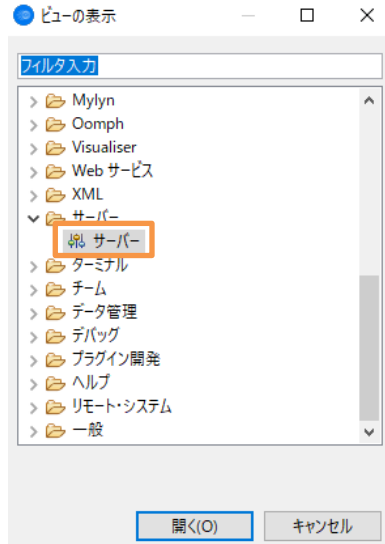 ビューの表示
フィルタ入力
Mylyn
Oomph
Visualiser
Web サービス
XML
サーバー
サーバー
ターミナル
チーム
データ管理
デバッグ
プラグイン開発
ヘルプ
リモート・システム
一般
開く(O)
キャンセル